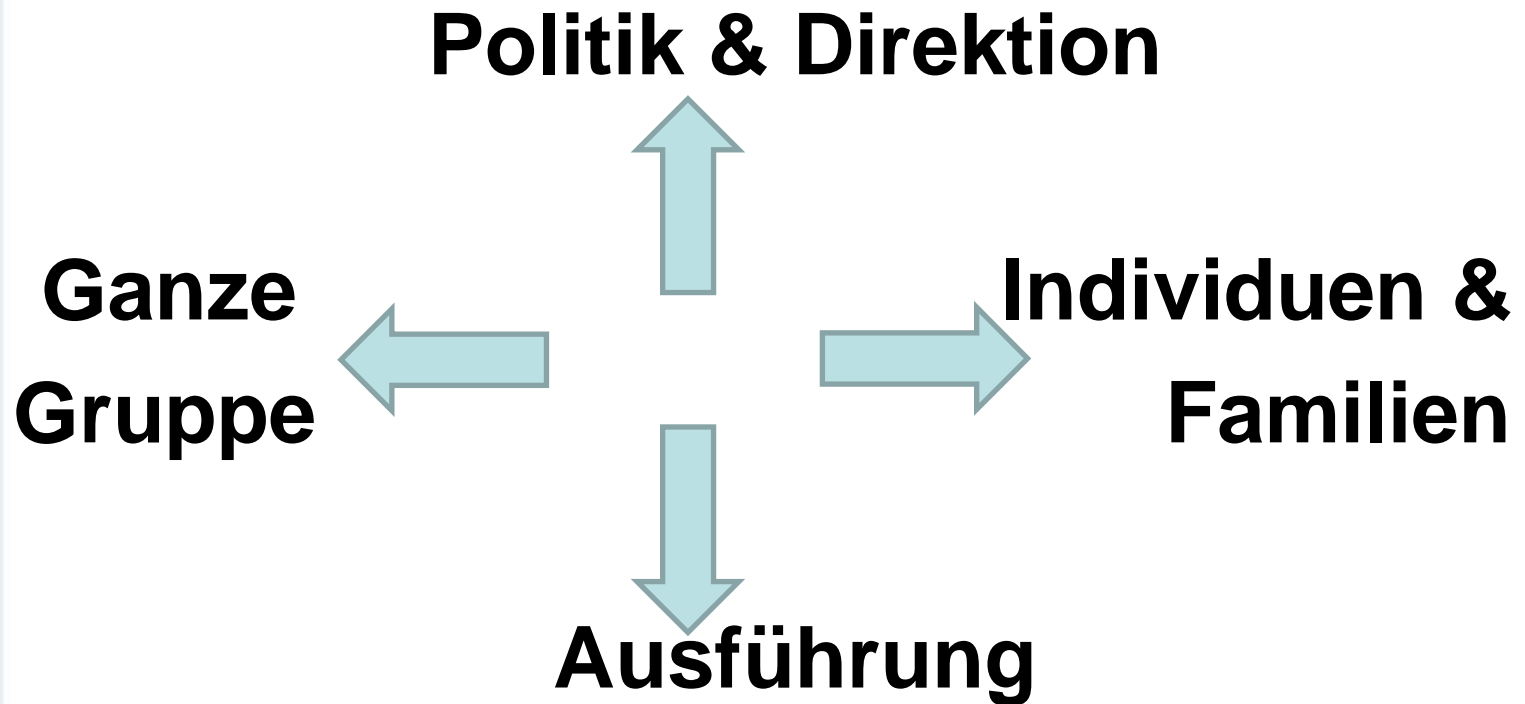 Politik & Direktion
Ganze
Gruppe
Individuen &
Familien
Ausführung